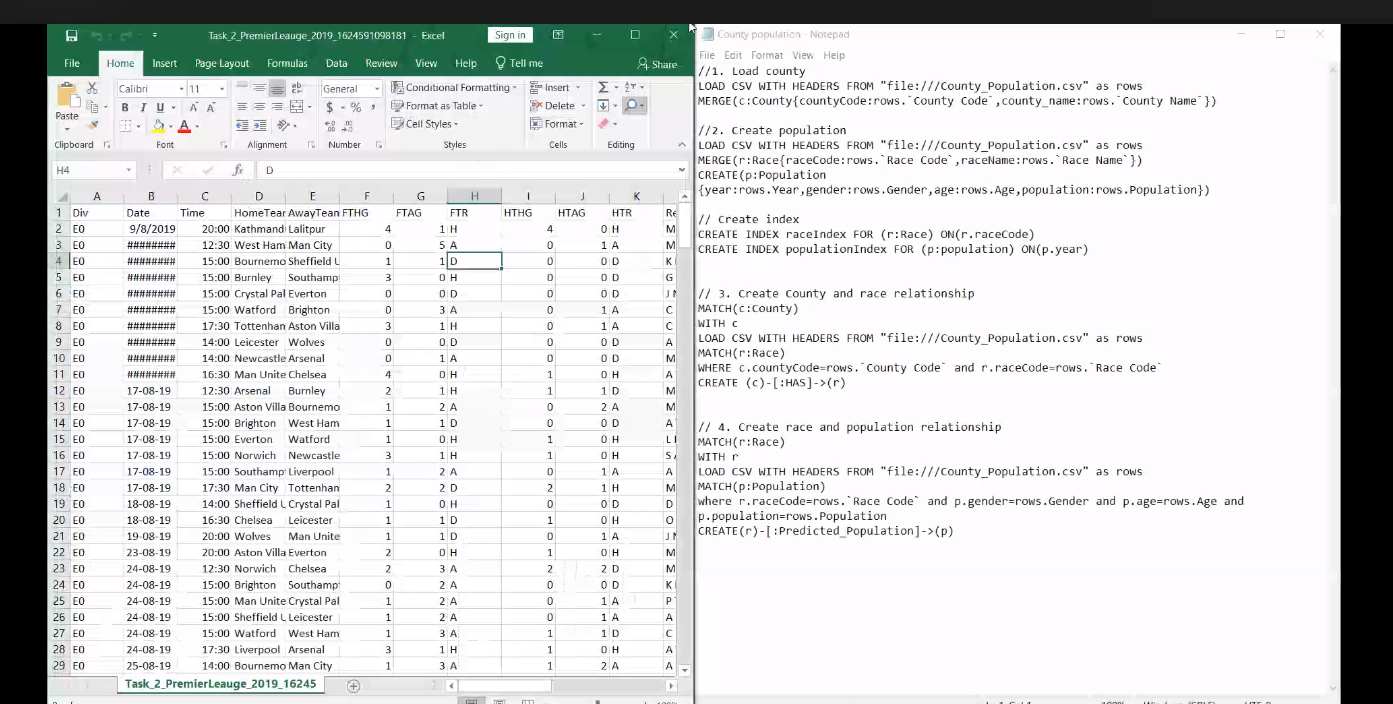 Task_2_PremierLeauge_2019_1624591098181 - Excel
Sign in
File Home Insert Page Layout Formulas Data Review View Help Tell me Share
Calibri 11 General Conditional Formatting Insert
Paste B I U Format as Table Delete
Cell Styles Format
Clipboard Font Alignment Number Styles Cells Editing
H4 fx D
A B C D E F G H I J K
1 Div Date Time HomeTean AwayTean FTHG FTAG FTR HTHG HTAG HTR Re
2 E0 9/8/2019 20:00 Kathmand Lalitpur 4 1 H 4 0 H M
3 E0 ######## 12:30 West Ham Man City 0 5 A 0 1 A M
4 E0 ######## 15:00 Bournemo Sheffield U 1 1 D 0 0 D K
5 E0 ######## 15:00 Burnley Southamp 3 0 H 0 0 D G
6 E0 ######## 15:00 Crystal Pal Everton 0 0 D 0 0 D J
7 E0 ######## 15:00 Watford Brighton 0 3 A 0 1 A C
8 E0 ######## 17:30 Tottenhan Aston Villa 3 1 H 0 1 A C
9 E0 ######## 14:00 Leicester Wolves 0 0 D 0 0 D A
10 E0 ######## 14:00 Newcastle Arsenal 0 1 A 0 0 D M
11 E0 ######## 16:30 Man Unite Chelsea 4 0 H 1 0 H A
12 E0 17-08-19 12:30 Arsenal Burnley 2 1 H 1 1 D M
13 E0 17-08-19 15:00 Aston Villa Bournemo 1 2 A 0 2 A M
14 E0 17-08-19 15:00 Brighton West Ham 1 1 D 0 0 D A
15 E0 17-08-19 15:00 Everton Watford 1 0 H 1 0 H L
16 E0 17-08-19 15:00 Norwich Newcastle 3 1 H 1 0 H S
17 E0 17-08-19 15:00 Southamp Liverpool 1 2 A 0 1 A A
18 E0 17-08-19 17:30 Man City Tottenhan 2 2 D 2 1 H M
19 E0 18-08-19 14:00 Sheffield U Crystal Pal 1 0 H 0 0 D D
20 E0 18-08-19 16:30 Chelsea Leicester 1 1 D 1 0 H O
21 E0 19-08-19 20:00 Wolves Man Unite 1 1 D 0 1 A J
22 E0 23-08-19 20:00 Aston Villa Everton 2 0 H 1 0 H M
23 E0 24-08-19 12:30 Norwich Chelsea 2 3 A 2 2 D M
24 E0 24-08-19 15:00 Brighton Southamp 0 2 A 0 0 D K
25 E0 24-08-19 15:00 Man Unite Crystal Pal 1 2 A 0 1 A P
26 E0 24-08-19 15:00 Sheffield U Leicester 1 2 A 0 1 A A
27 E0 24-08-19 15:00 Watford West Ham 1 3 A 1 1 D C
28 E0 24-08-19 17:30 Liverpool Arsenal 3 1 H 1 0 H A
29 E0 25-08-19 14:00 Bournemo Man City 1 3 A 1 2 A A
Task_2_PremierLeauge_2019_16245
County population - Notepad
File Edit Format View Help
//1. Load county
LOAD CSV WITH HEADERS FROM "file:///County_Population.csv" as rows
MERGE(c:County{countyCode:rows.`County Code`,county_name:rows.`County Name`})
//2. Create population
LOAD CSV WITH HEADERS FROM "file:///County_Population.csv" as rows
MERGE(r:Race{raceCode:rows.`Race Code`,raceName:rows.`Race Name`})
CREATE(p:Population
{year:rows.Year,gender:rows.Gender,age:rows.Age,population:rows.Population})
// Create index
CREATE INDEX raceIndex FOR (r:Race) ON(r.raceCode)
CREATE INDEX populationIndex FOR (p:population) ON(p.year)
// 3. Create County and race relationship
MATCH(c:County)
WITH c
LOAD CSV WITH HEADERS FROM "file:///County_Population.csv" as rows
MATCH(r:Race)
WHERE c.countyCode=rows.`County Code` and r.raceCode=rows.`Race Code`
CREATE (c)-[:HAS]->(r)
// 4. Create race and population relationship
MATCH(r:Race)
WITH r
LOAD CSV WITH HEADERS FROM "file:///County_Population.csv" as rows
MATCH(p:Population)
where r.raceCode=rows.`Race Code` and p.gender=rows.Gender and p.age=rows.Age and
p.population=rows.Population
CREATE(r)-[:Predicted_Population]->(p)